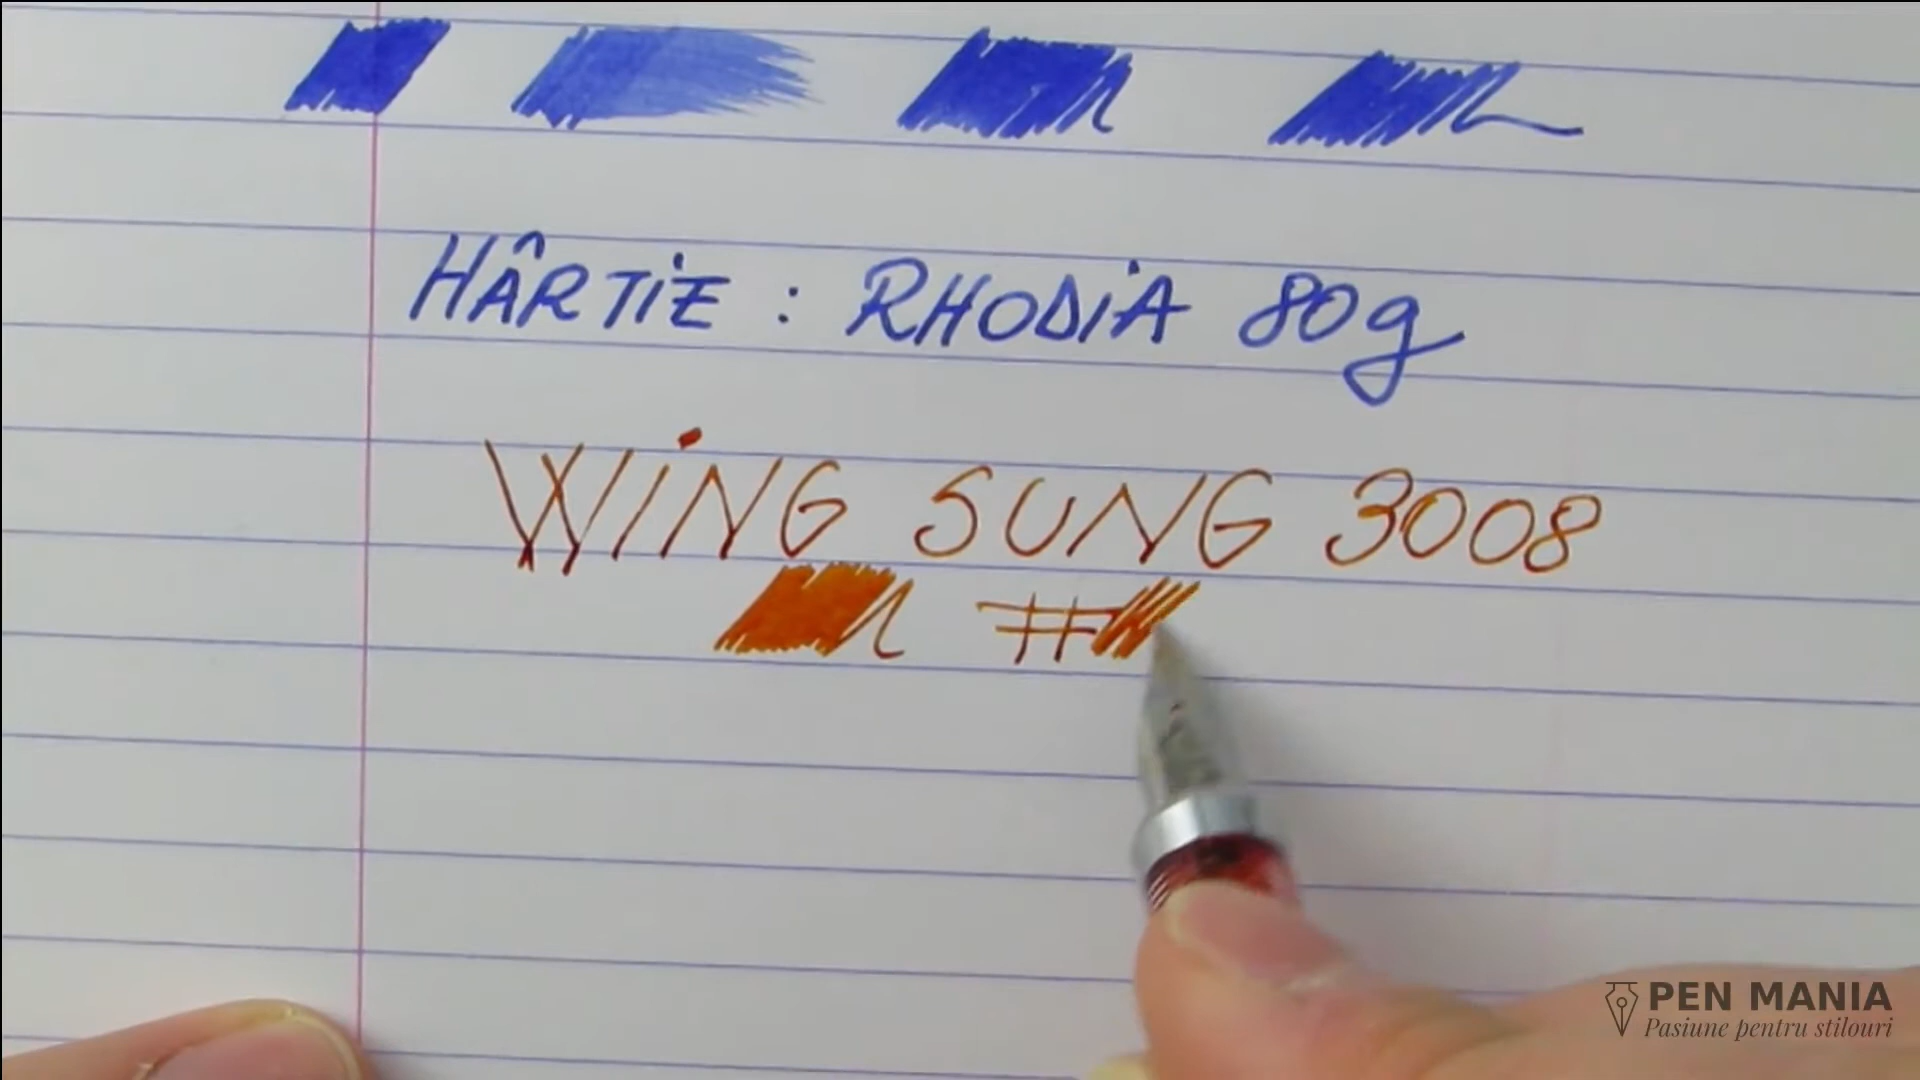 HÂRTiE : RHODiA 80g
WiNG SUNG 3008
#
PEN MANIA
Pasiune pentru stilouri